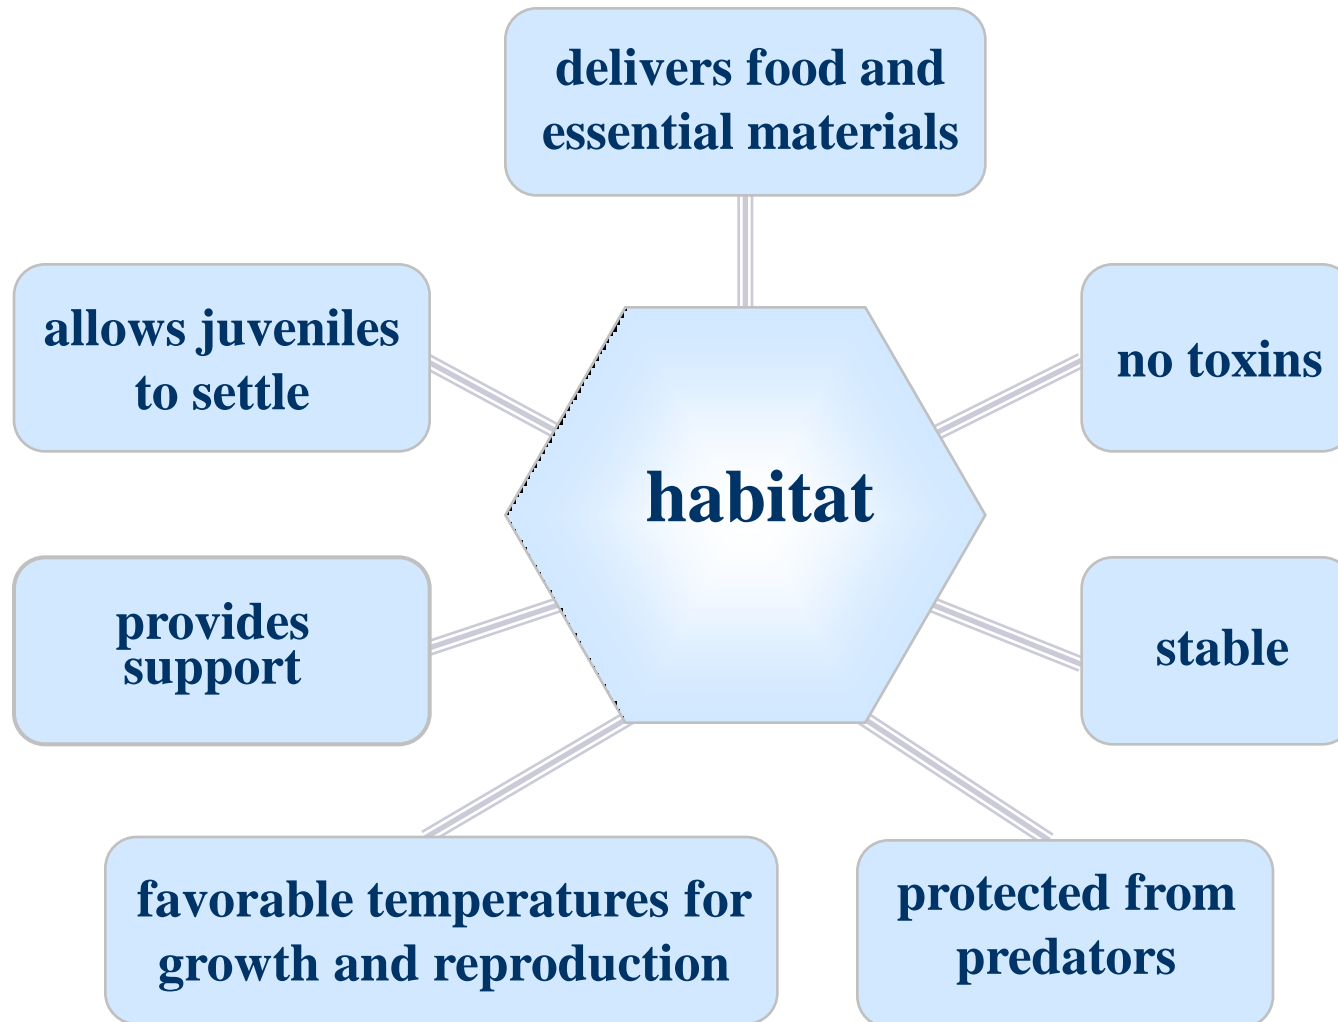 delivers food and
essential materials
allows juveniles
to settle
no toxins
habitat
provides
support
stable
favorable temperatures for
growth and reproduction
protected from
predators